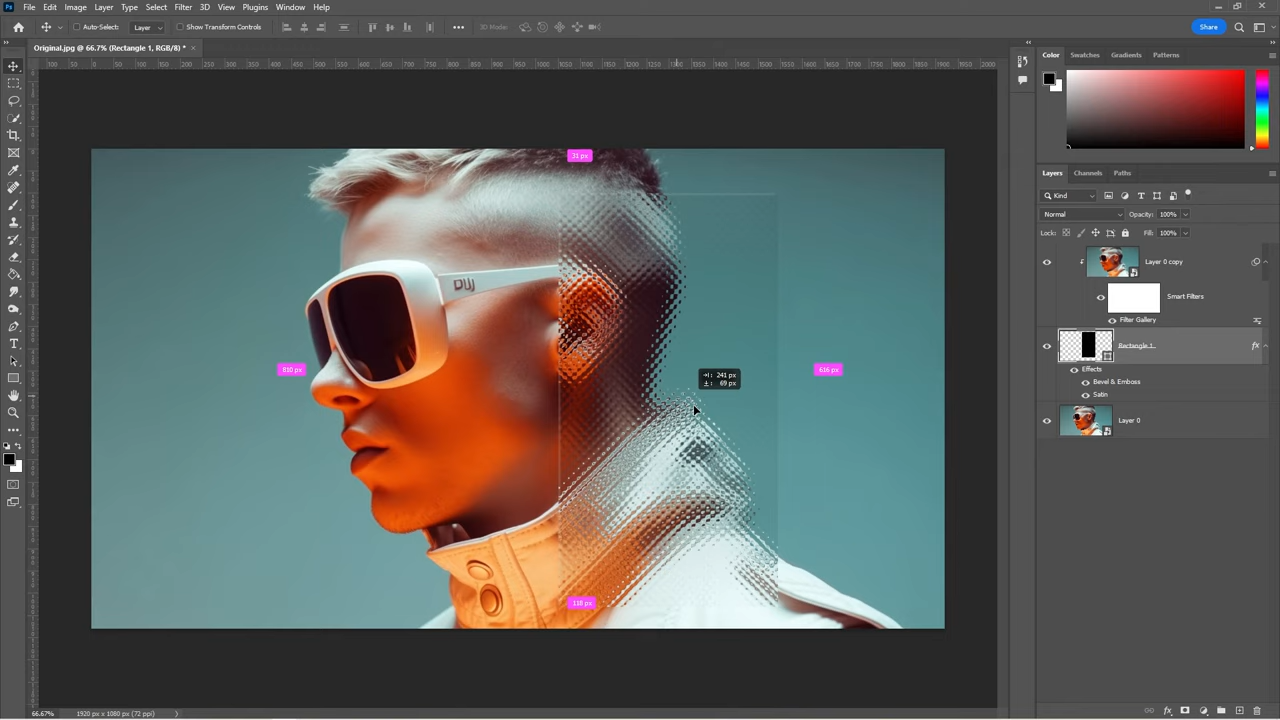 Ps File Edit Image Layer Type Select Filter 3D View Plugins Window Help
Auto-Select: Layer Show Transform Controls 3D Mode: Share
Original.jpg @ 66.7% (Rectangle 1, RGB/8) *
Color Swatches Gradients Patterns
31 px
810 px
616 px
241 px
69 px
118 px
Layers Channels Paths
Kind
Normal Opacity: 100%
Lock: Fill: 100%
Layer 0 copy
Smart Filters
Filter Gallery
Rectangle 1 fx
Effects
Bevel & Emboss
Satin
Layer 0
66.67% 1920 px x 1080 px (72 ppi)